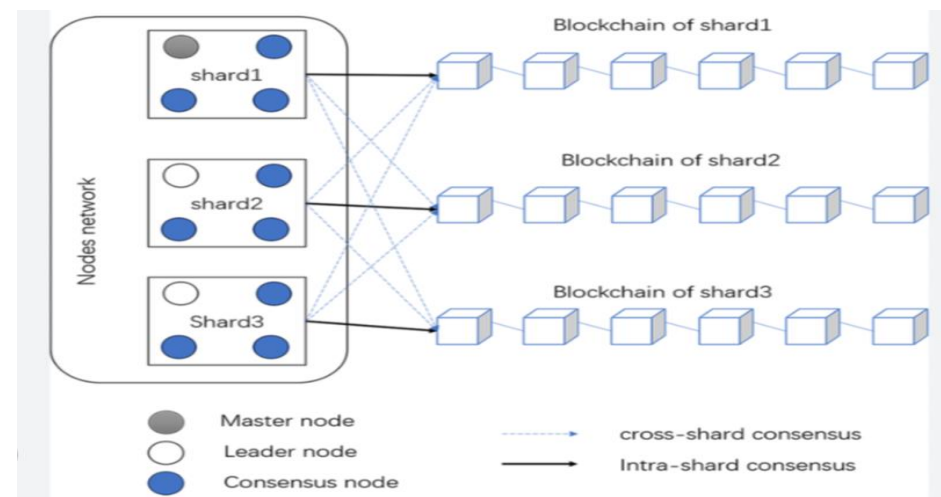 Blockchain of shard1
shard1
Blockchain of shard2
shard2
Nodes network
Blockchain of shard3
Shard3
Master node
Leader node
Consensus node
cross-shard consensus
Intra-shard consensus